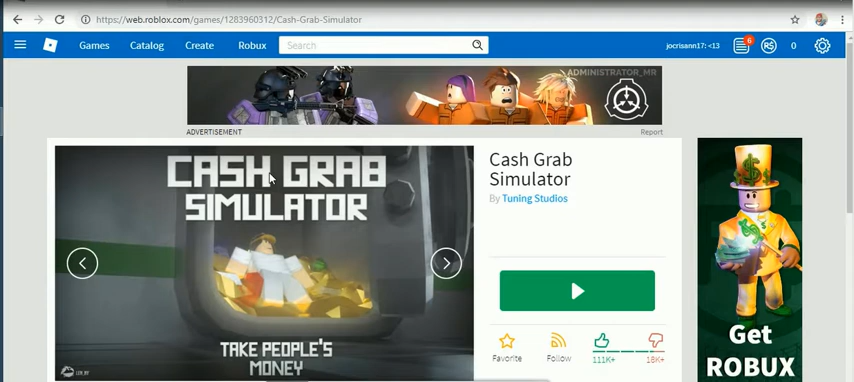 https://web.roblox.com/games/1283960312/Cash-Grab-Simulator
Games Catalog Create Robux Search jocrisann17: <13 6 R$ 0
ADMINISTRATOR_MR
ADVERTISEMENT Report
CASH GRAB
SIMULATOR
TAKE PEOPLE'S
MONEY
Cash Grab
Simulator
By Tuning Studios
Favorite Follow 111K+ 18K+
Get
ROBUX